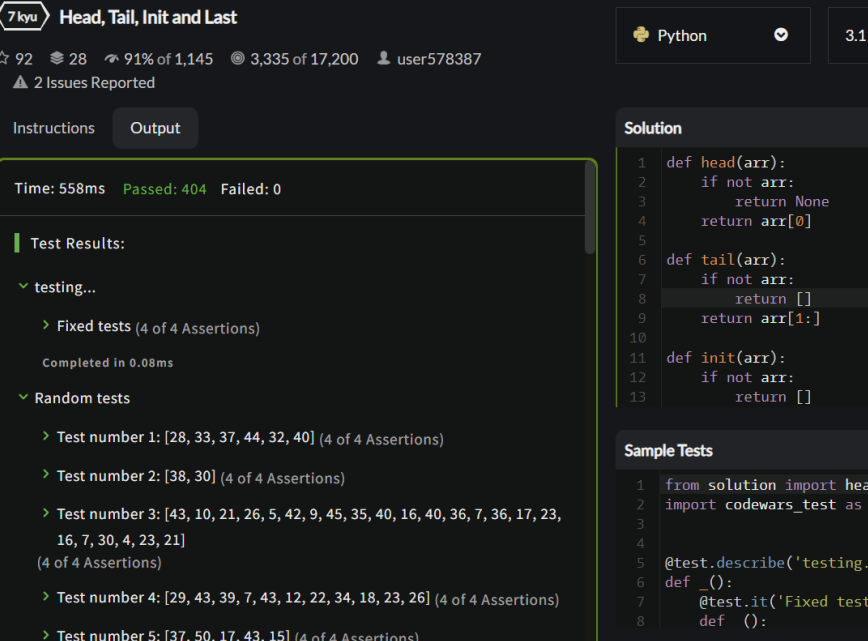 7 kyu Head, Tail, Init and Last
92 28 91% of 1,145 3,335 of 17,200 user578387
2 Issues Reported
Instructions Output
Time: 558ms Passed: 404 Failed: 0
Test Results:
testing...
Fixed tests (4 of 4 Assertions)
Completed in 0.08ms
Random tests
Test number 1: [28, 33, 37, 44, 32, 40] (4 of 4 Assertions)
Test number 2: [38, 30] (4 of 4 Assertions)
Test number 3: [43, 10, 21, 26, 5, 42, 9, 45, 35, 40, 16, 40, 36, 7, 36, 17, 23,
16, 7, 30, 4, 23, 21]
(4 of 4 Assertions)
Test number 4: [29, 43, 39, 7, 43, 12, 22, 34, 18, 23, 26] (4 of 4 Assertions)
Test number 5: [37, 50, 17, 43, 15] (4 of 4 Assertions)
Python 3.1
Solution
1 def head(arr):
2 if not arr:
3 return None
4 return arr[0]
5
6 def tail(arr):
7 if not arr:
8 return []
9 return arr[1:]
10
11 def init(arr):
12 if not arr:
13 return []
Sample Tests
1 from solution import hea
2 import codewars_test as
3
4
5 @test.describe('testing.
6 def _():
7 @test.it('Fixed test
8 def _():